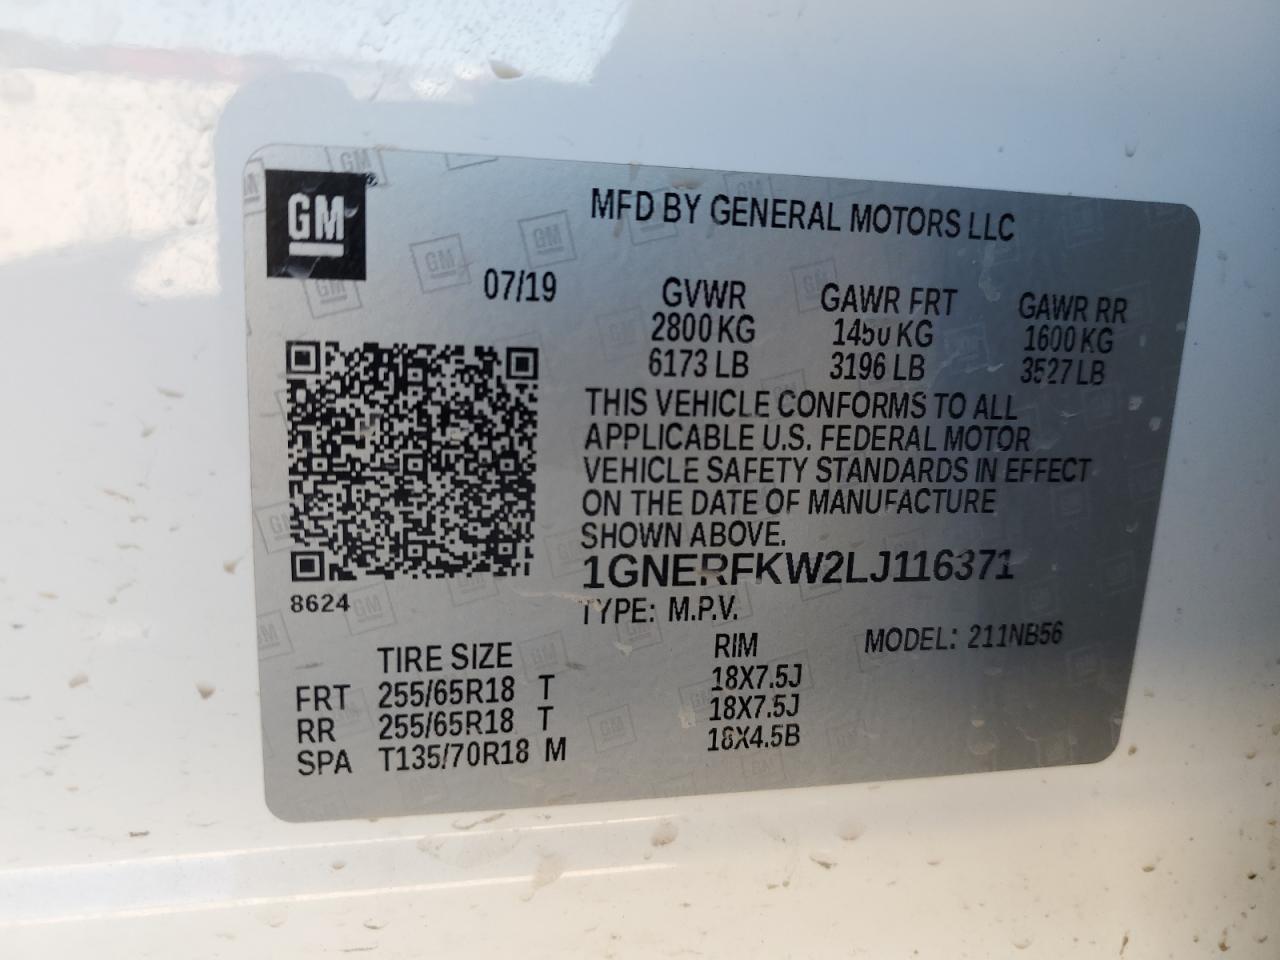 GM
MFD BY GENERAL MOTORS LLC
07/19
GVWR GAWR FRT GAWR RR
2800 KG 1450 KG 1600 KG
6173 LB 3196 LB 3527 LB
THIS VEHICLE CONFORMS TO ALL
APPLICABLE U.S. FEDERAL MOTOR
VEHICLE SAFETY STANDARDS IN EFFECT
ON THE DATE OF MANUFACTURE
SHOWN ABOVE.
1GNERFKW2LJ116371
8624
TYPE: M.P.V. MODEL: 211NB56
TIRE SIZE RIM
FRT 255/65R18 T 18X7.5J
RR 255/65R18 T 18X7.5J
SPA T135/70R18 M 18X4.5B